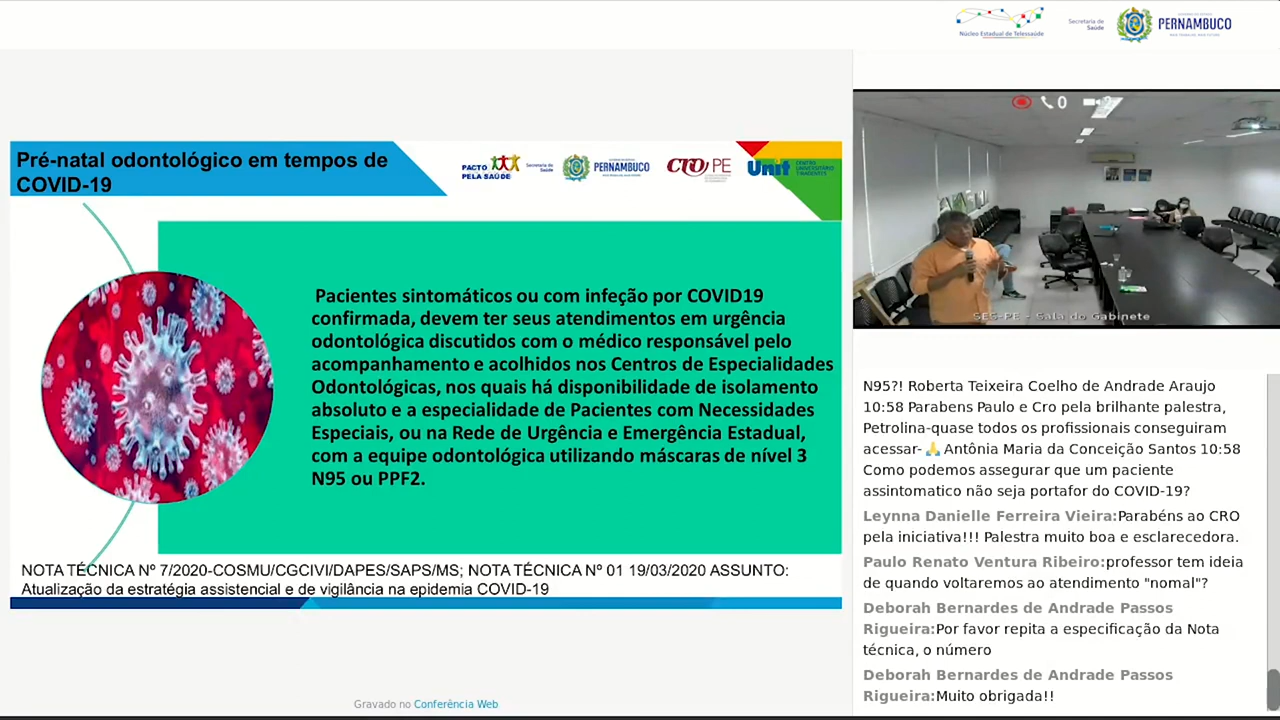 Núcleo Estadual de Telessaúde
Secretaria de
Saúde
PERNAMBUCO
Pré-natal odontológico em tempos de
COVID-19
PACTO
PELA SAÚDE
Secretaria de
Saúde
PERNAMBUCO
CRO PE
Unit
CENTRO
UNIVERSITÁRIO
TIRADENTES
Pacientes sintomáticos ou com infeção por COVID19
confirmada, devem ter seus atendimentos em urgência
odontológica discutidos com o médico responsável pelo
acompanhamento e acolhidos nos Centros de Especialidades
Odontológicas, nos quais há disponibilidade de isolamento
absoluto e a especialidade de Pacientes com Necessidades
Especiais, ou na Rede de Urgência e Emergência Estadual,
com a equipe odontológica utilizando máscaras de nível 3
N95 ou PPF2.
NOTA TÉCNICA Nº 7/2020-COSMU/CGCIVI/DAPES/SAPS/MS; NOTA TÉCNICA Nº 01 19/03/2020 ASSUNTO:
Atualização da estratégia assistencial e de vigilância na epidemia COVID-19
Gravado no Conferência Web
0
SES-PE - Sala do Gabinete
N95?! Roberta Teixeira Coelho de Andrade Araujo
10:58 Parabens Paulo e Cro pela brilhante palestra,
Petrolina-quase todos os profissionais conseguiram
acessar-🙏 Antônia Maria da Conceição Santos 10:58
Como podemos assegurar que um paciente
assintomatico não seja portafor do COVID-19?
Leynna Danielle Ferreira Vieira:Parabéns ao CRO
pela iniciativa!!! Palestra muito boa e esclarecedora.
Paulo Renato Ventura Ribeiro:professor tem ideia
de quando voltaremos ao atendimento "nomal"?
Deborah Bernardes de Andrade Passos
Rigueira:Por favor repita a especificação da Nota
técnica, o número
Deborah Bernardes de Andrade Passos
Rigueira:Muito obrigada!!